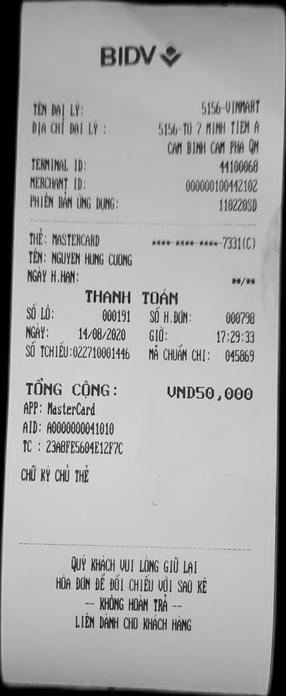 BIDV
TÊN ĐẠI LÝ: 5156-VINMART
ĐỊA CHỈ ĐẠI LÝ : 5156-TO 7 MINH TIEN A
CAM BINH CAM PHA QN
TERMINAL ID: 44100068
MERCHANT ID: 000000100442102
PHIÊN BẢN ỨNG DỤNG: 110220SD
THẺ: MASTERCARD **** **** ****7331(C)
TÊN: NGUYEN HUNG CUONG
NGÀY H.HẠN: **/**
THANH TOÁN
SỐ LÔ: 000191 SỐ H.ĐƠN: 000798
NGÀY: 14/08/2020 GIỜ: 17:29:33
SỐ TCHIẾU:022710001446 MÃ CHUẨN CHI: 045869
TỔNG CỘNG: VND50,000
APP: MasterCard
AID: A0000000041010
TC : 23A8FE5604E12F7C
CHỮ KÝ CHỦ THẺ
QUÝ KHÁCH VUI LÒNG GIỮ LẠI
HÓA ĐƠN ĐỂ ĐỐI CHIẾU VỚI SAO KÊ
-- KHÔNG HOÀN TRẢ --
LIÊN DÀNH CHO KHÁCH HÀNG